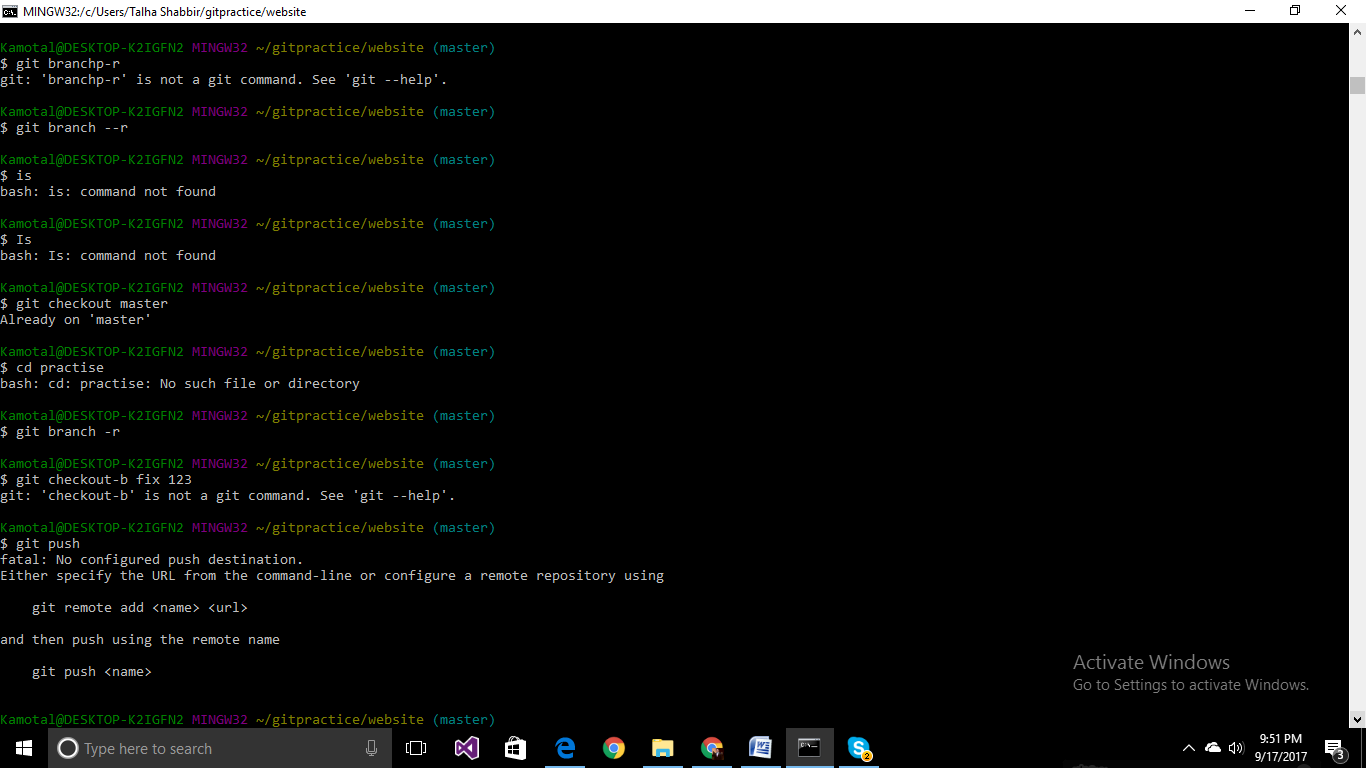 MINGW32:/c/Users/Talha Shabbir/gitpractice/website
Kamotal@DESKTOP-K2IGFN2 MINGW32 ~/gitpractice/website (master)
$ git branchp-r
git: 'branchp-r' is not a git command. See 'git --help'.
Kamotal@DESKTOP-K2IGFN2 MINGW32 ~/gitpractice/website (master)
$ git branch --r
Kamotal@DESKTOP-K2IGFN2 MINGW32 ~/gitpractice/website (master)
$ is
bash: is: command not found
Kamotal@DESKTOP-K2IGFN2 MINGW32 ~/gitpractice/website (master)
$ Is
bash: Is: command not found
Kamotal@DESKTOP-K2IGFN2 MINGW32 ~/gitpractice/website (master)
$ git checkout master
Already on 'master'
Kamotal@DESKTOP-K2IGFN2 MINGW32 ~/gitpractice/website (master)
$ cd practise
bash: cd: practise: No such file or directory
Kamotal@DESKTOP-K2IGFN2 MINGW32 ~/gitpractice/website (master)
$ git branch -r
Kamotal@DESKTOP-K2IGFN2 MINGW32 ~/gitpractice/website (master)
$ git checkout-b fix 123
git: 'checkout-b' is not a git command. See 'git --help'.
Kamotal@DESKTOP-K2IGFN2 MINGW32 ~/gitpractice/website (master)
$ git push
fatal: No configured push destination.
Either specify the URL from the command-line or configure a remote repository using
git remote add <name> <url>
and then push using the remote name
git push <name>
Kamotal@DESKTOP-K2IGFN2 MINGW32 ~/gitpractice/website (master)
Activate Windows
Go to Settings to activate Windows.
Type here to search
9:51 PM
9/17/2017
2
3